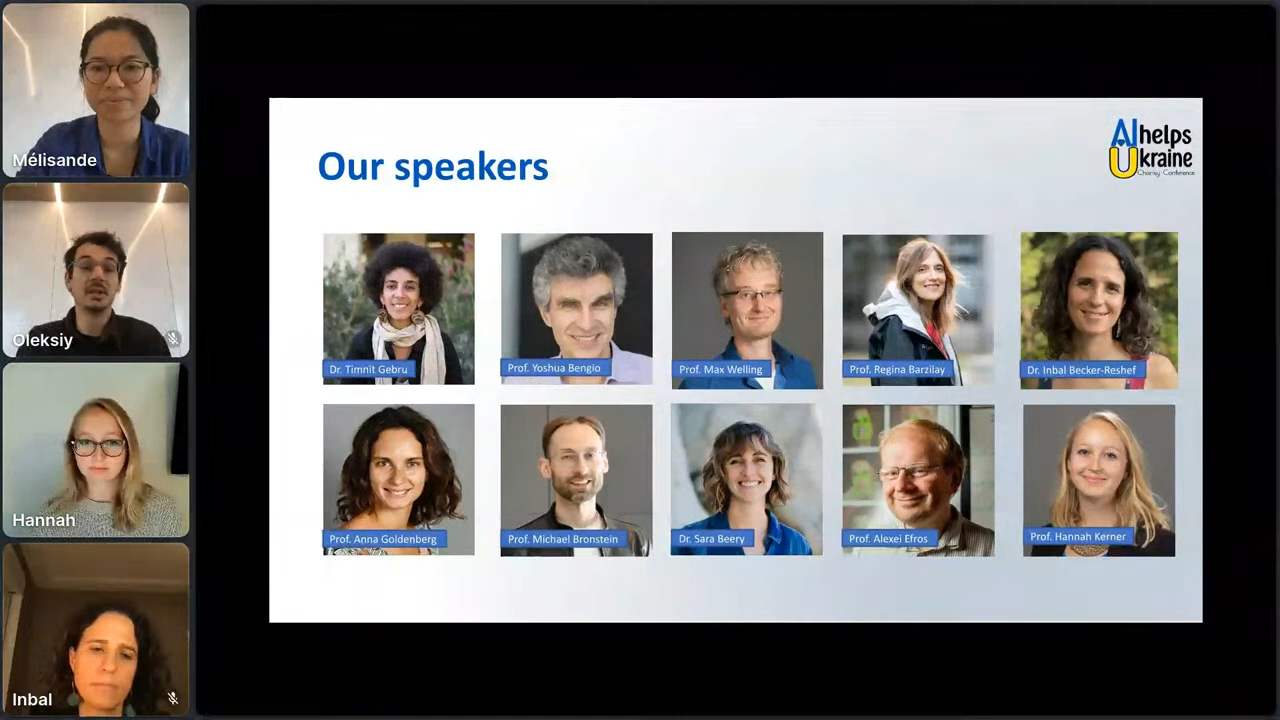 Mélisande
Oleksiy
Hannah
Inbal
Our speakers
AI helps
Ukraine
Charity Conference
Dr. Timnit Gebru
Prof. Yoshua Bengio
Prof. Max Welling
Prof. Regina Barzilay
Dr. Inbal Becker-Reshef
Prof. Anna Goldenberg
Prof. Michael Bronstein
Dr. Sara Beery
Prof. Alexei Efros
Prof. Hannah Kerner